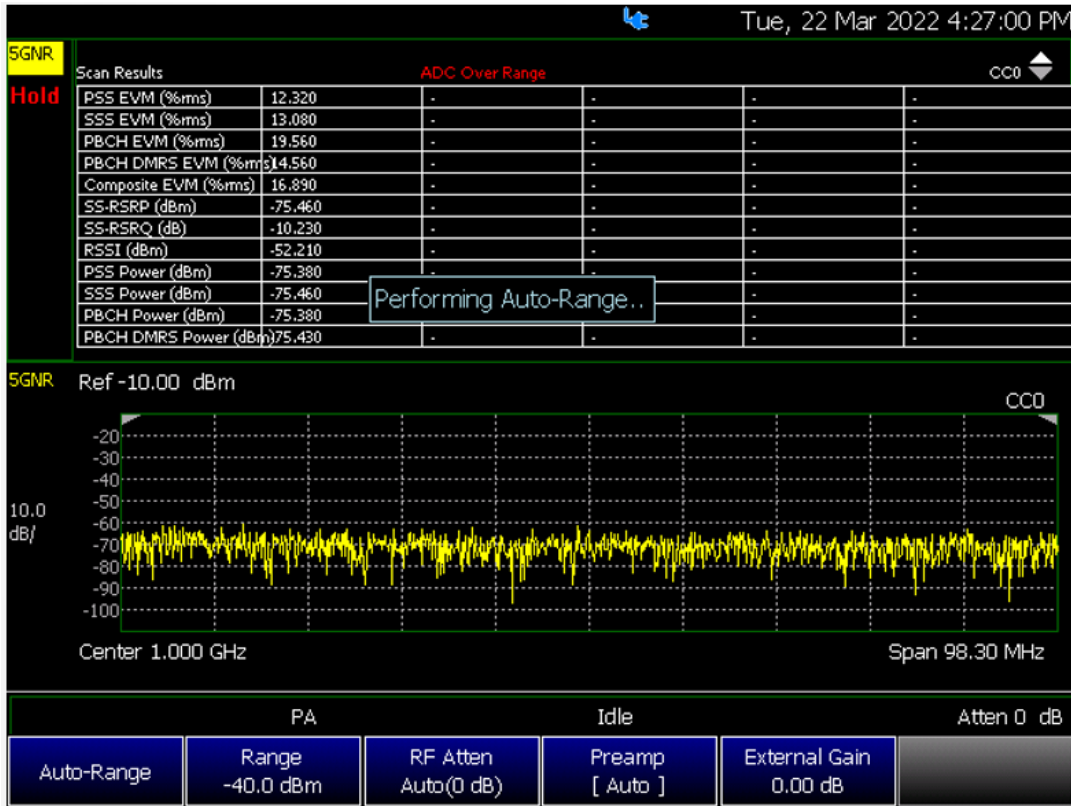 Tue, 22 Mar 2022 4:27:00 PM
5GNR
Scan Results ADC Over Range CC0
Hold
PSS EVM (%rms) 12.320 - - - -
SSS EVM (%rms) 13.080 - - - -
PBCH EVM (%rms) 19.560 - - - -
PBCH DMRS EVM (%rms) 14.560 - - - -
Composite EVM (%rms) 16.890 - - - -
SS-RSRP (dBm) -75.460 - - - -
SS-RSRQ (dB) -10.230 - - - -
RSSI (dBm) -52.210 - - - -
PSS Power (dBm) -75.380 - - - -
SSS Power (dBm) -75.460 - - -
Performing Auto-Range..
PBCH Power (dBm) -75.380 - -
PBCH DMRS Power (dBm) 75.430 - - - -
5GNR Ref -10.00 dBm
CC0
-20
-30
-40
-50
10.0
-60
dB/
-70
-80
-90
-100
Center 1.000 GHz Span 98.30 MHz
PA Idle Atten 0 dB
Auto-Range
Range
-40.0 dBm
RF Atten
Auto(0 dB)
Preamp
[ Auto ]
External Gain
0.00 dB